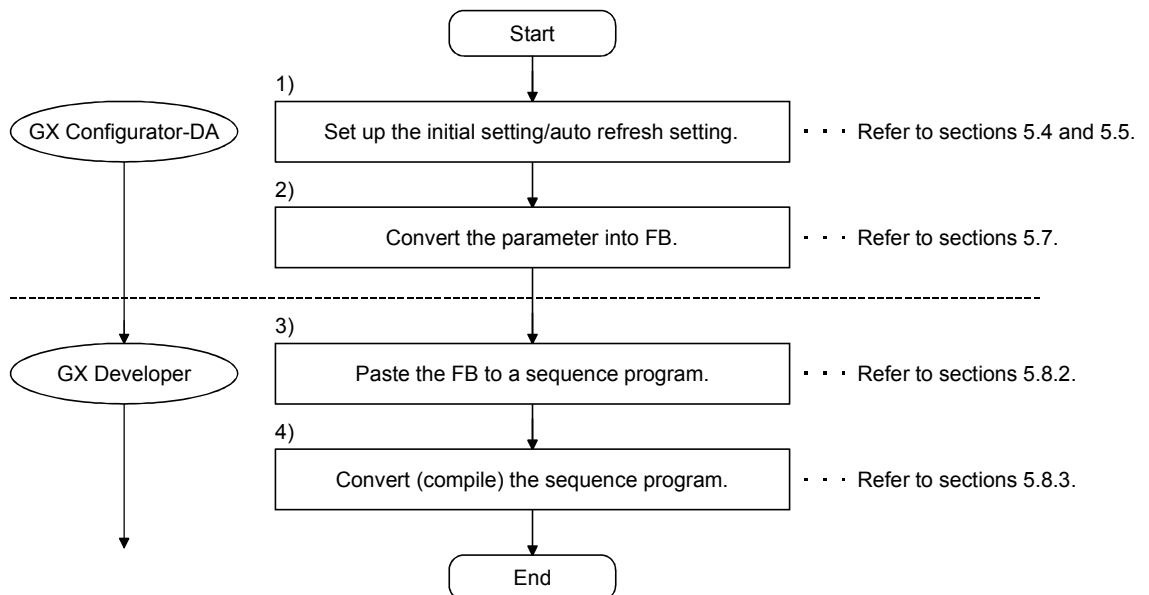 Start
1)
GX Configurator-DA
Set up the initial setting/auto refresh setting.
· · · Refer to sections 5.4 and 5.5.
2)
Convert the parameter into FB.
· · · Refer to sections 5.7.
3)
GX Developer
Paste the FB to a sequence program.
· · · Refer to sections 5.8.2.
4)
Convert (compile) the sequence program.
· · · Refer to sections 5.8.3.
End